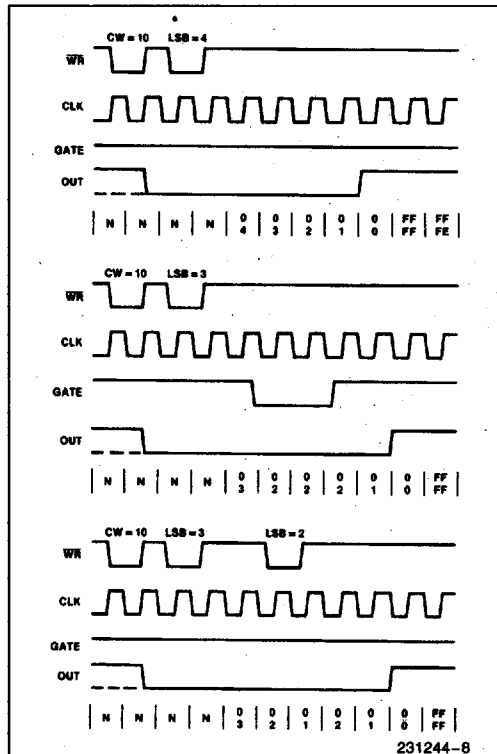 CW = 10 LSB = 4
WR
CLK
GATE
OUT
| N | N | N | N | 0 | 0 | 0 | 0 | 0 | FF | FF |
4 3 2 1 0 FF FE
CW = 10 LSB = 3
WR
CLK
GATE
OUT
| N | N | N | N | 0 | 0 | 0 | 0 | 0 | 0 | FF |
3 2 2 2 1 0 FF
CW = 10 LSB = 3 LSB = 2
WR
CLK
GATE
OUT
| N | N | N | N | 0 | 0 | 0 | 0 | 0 | 0 | FF |
3 2 1 2 1 0 FF
231244-8